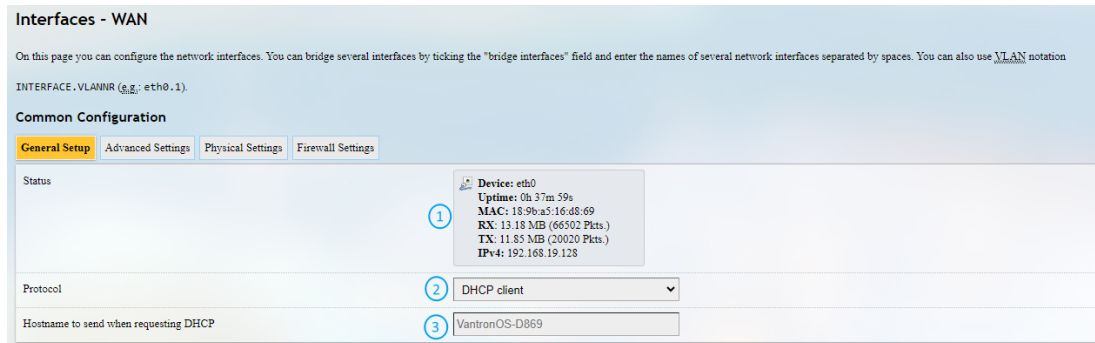 Interfaces - WAN
On this page you can configure the network interfaces. You can bridge several interfaces by ticking the "bridge interfaces" field and enter the names of several network interfaces separated by spaces. You can also use VLAN notation
INTERFACE.VLANNR (e.g.: eth0.1).
Common Configuration
General Setup Advanced Settings Physical Settings Firewall Settings
Status
1
Device: eth0
Uptime: 0h 37m 59s
MAC: 18:9b:a5:16:d8:69
RX: 13.18 MB (66502 Pkts.)
TX: 11.85 MB (20020 Pkts.)
IPv4: 192.168.19.128
Protocol 2 DHCP client
Hostname to send when requesting DHCP 3 VantronOS-D869